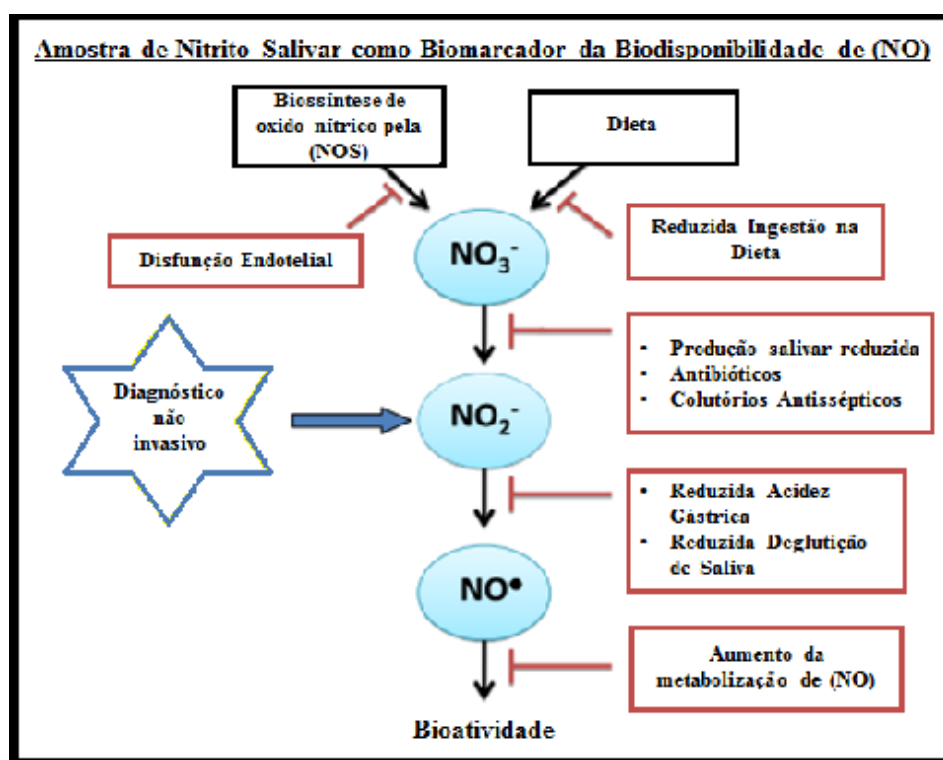 Amostra de Nitrito Salivar como Biomarcador da Biodisponibilidade de (NO)
Biossíntese de
oxido nítrico pela
(NOS)
Dieta
Disfunção Endotelial
Reduzida Ingestão na
Dieta
NO₃⁻
• Produção salivar reduzida
• Antibióticos
• Colutórios Antissépticos
Diagnóstico
não
invasivo
NO₂⁻
• Reduzida Acidez
Gástrica
• Reduzida Deglutição
de Saliva
NO•
Aumento da
metabolização de (NO)
Bioatividade